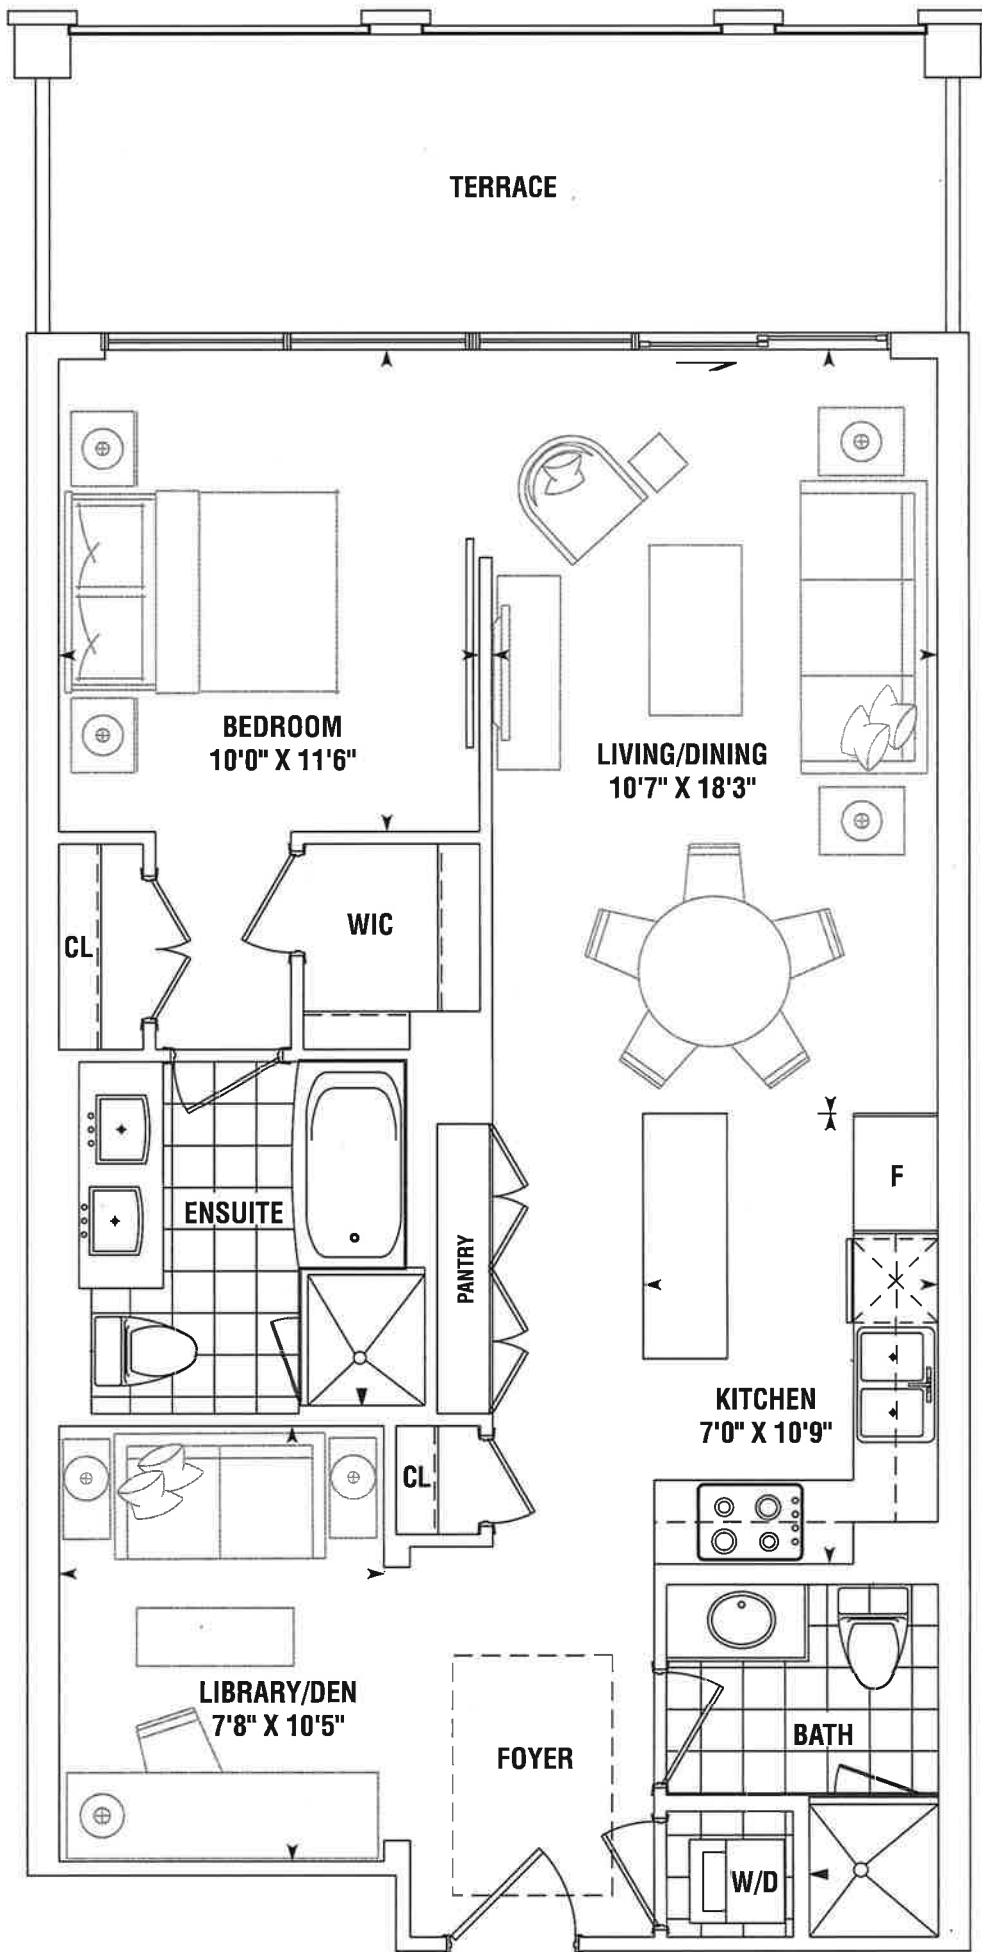 TERRACE
BEDROOM
10'0" X 11'6"
LIVING/DINING
10'7" X 18'3"
CL
WIC
ENSUITE
PANTRY
F
KITCHEN
7'0" X 10'9"
CL
LIBRARY/DEN
7'8" X 10'5"
FOYER
BATH
W/D